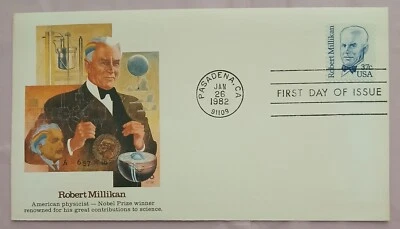 Robert Millikan
37c
USA
PASADENA, CA
JAN
26
1982
91109
FIRST DAY OF ISSUE
Robert Millikan
American physicist — Nobel Prize winner
renowned for his great contributions to science.